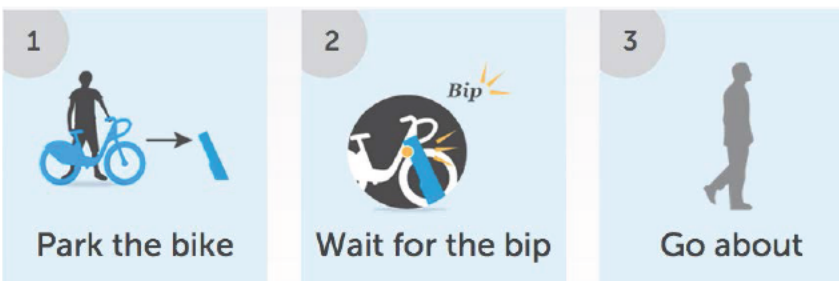 1
Park the bike
2
Bip
Wait for the bip
3
Go about